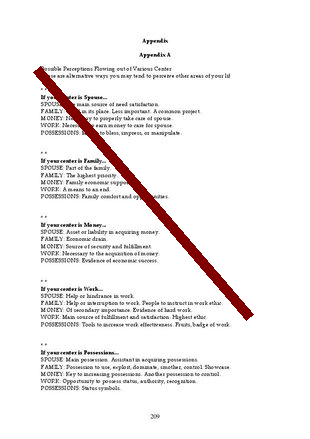 Appendix
Appendix A
Possible Perceptions Flowing out of Various Center
are alternative ways you may tend to perceive other areas of your lif
* *
If your center is Spouse...
SPOUSE: main source of need satisfaction.
FAMILY: in its place. Less important. A common project.
MONEY: to properly take care of spouse.
WORK: earn money to care for spouse.
POSSESSIONS: to bless, impress, or manipulate.
* *
If your center is Family...
SPOUSE: Part of the family.
FAMILY: The highest priority.
MONEY: Family economic
WORK: A means to an end.
POSSESSIONS: Family comfort and
* *
If your center is Money...
SPOUSE: Asset or liability in acquiring money.
FAMILY: Economic drain.
MONEY: Source of security and fulfillment.
WORK: Necessary to the acquisition of money.
POSSESSIONS: Evidence of economic success.
* *
If your center is Work...
SPOUSE: Help or hindrance in work.
FAMILY: Help or interruption to work. People to instruct in work ethic.
MONEY: Of secondary importance. Evidence of hard work.
WORK: Main source of fulfillment and satisfaction. Highest ethic.
POSSESSIONS: Tools to increase work effectiveness. Fruits, badge of work.
* *
If your center is Possessions...
SPOUSE: Main possession. Assistant in acquiring possessions.
FAMILY: Possession to use, exploit, dominate, smother, control. Showcase.
MONEY: Key to increasing possessions. Another possession to control.
WORK: Opportunity to possess status, authority, recognition.
POSSESSIONS: Status symbols.
209